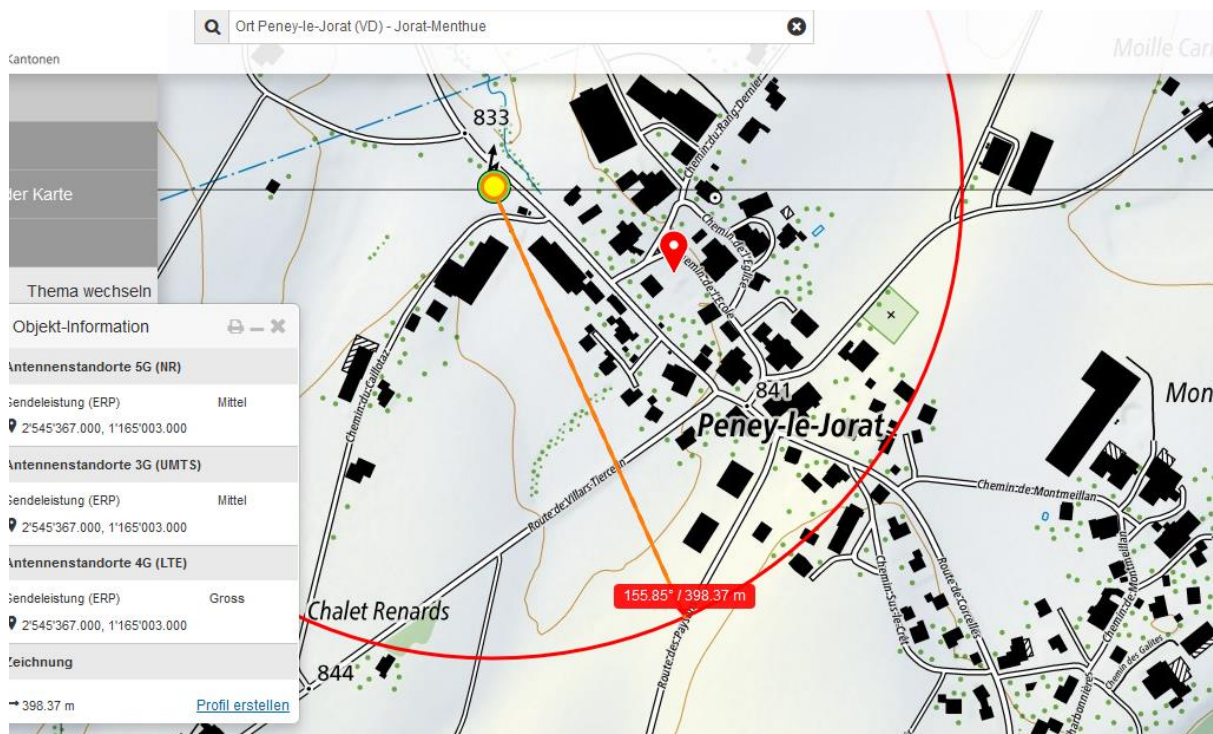 Ort Peney-le-Jorat (VD) - Jorat-Menthue
Kantonen
der Karte
Thema wechseln
Objekt-Information
Antennenstandorte 5G (NR)
Sendeleistung (ERP) Mittel
2'545'367.000, 1'165'003.000
Antennenstandorte 3G (UMTS)
Sendeleistung (ERP) Mittel
2'545'367.000, 1'165'003.000
Antennenstandorte 4G (LTE)
Sendeleistung (ERP) Gross
2'545'367.000, 1'165'003.000
Zeichnung
398.37 m Profil erstellen
Moille
833
Chemin du Rang Dernier
Chemin de l'Eglise
Chemin de l'Ecole
Chemin du Caillotaz
841
Peney-le-Jorat
Mon
Chemin de Montmeillan
Route de Villars-Tiercelin
155.85° / 398.37 m
Chalet Renards
844
Route des Pays
Chemin Sus-le-Crêt
Route de Corcelles
Chemin de Montmeillan
Chemin des Galites
Charbonnières